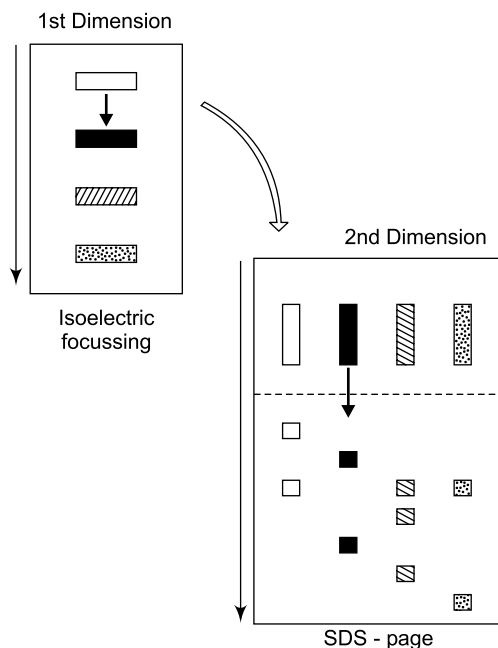 1st Dimension
Isoelectric
focussing
2nd Dimension
SDS - page